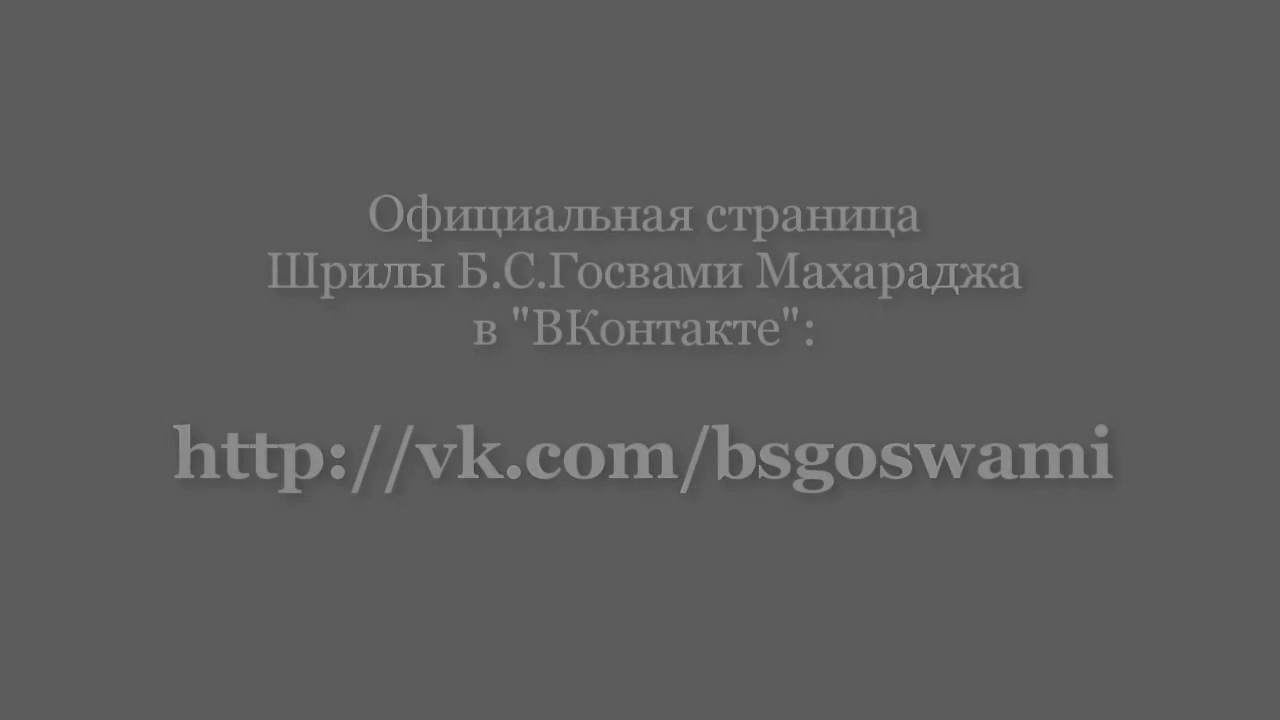 Официальная страница
Шрилы Б.С.Госвами Махараджа
в "ВКонтакте":
http://vk.com/bsgoswami